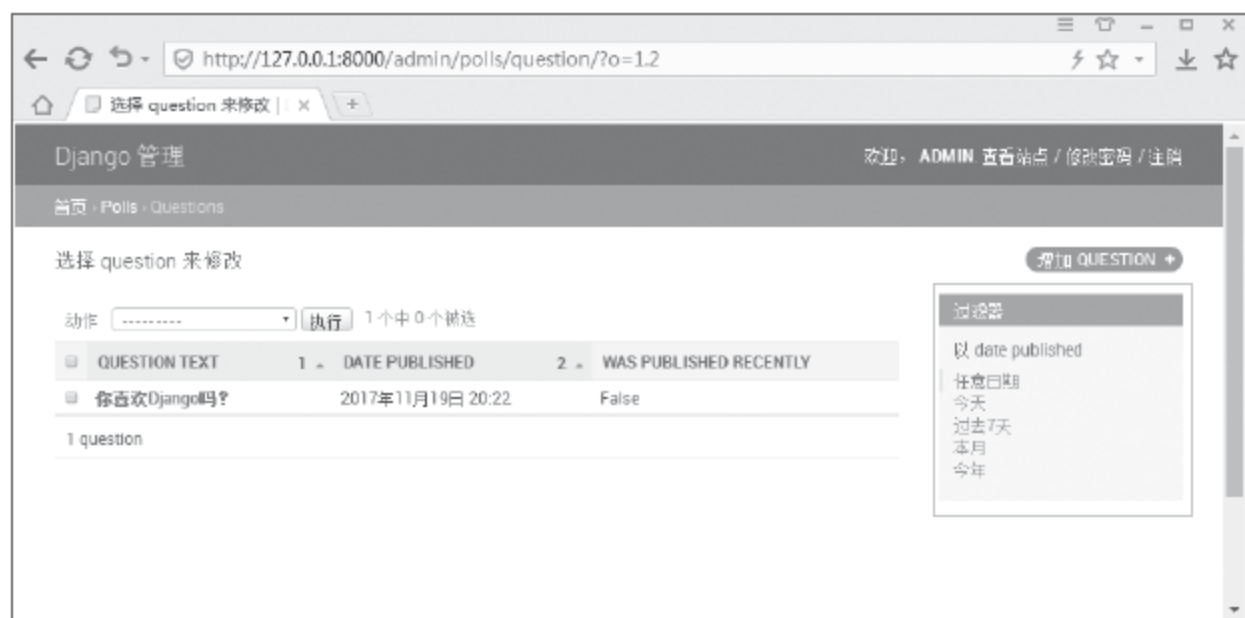 http://127.0.0.1:8000/admin/polls/question/?o=1.2
选择 question 来修改 |
Django 管理
欢迎，ADMIN. 查看站点 / 修改密码 / 注销
首页 › Polls › Questions
选择 question 来修改
增加 QUESTION +
动作 --------- 执行 1 个中 0 个被选
QUESTION TEXT 1 DATE PUBLISHED 2 WAS PUBLISHED RECENTLY
你喜欢Django吗？ 2017年11月19日 20:22 False
1 question
过滤器
以 date published
任意日期
今天
过去7天
本月
今年